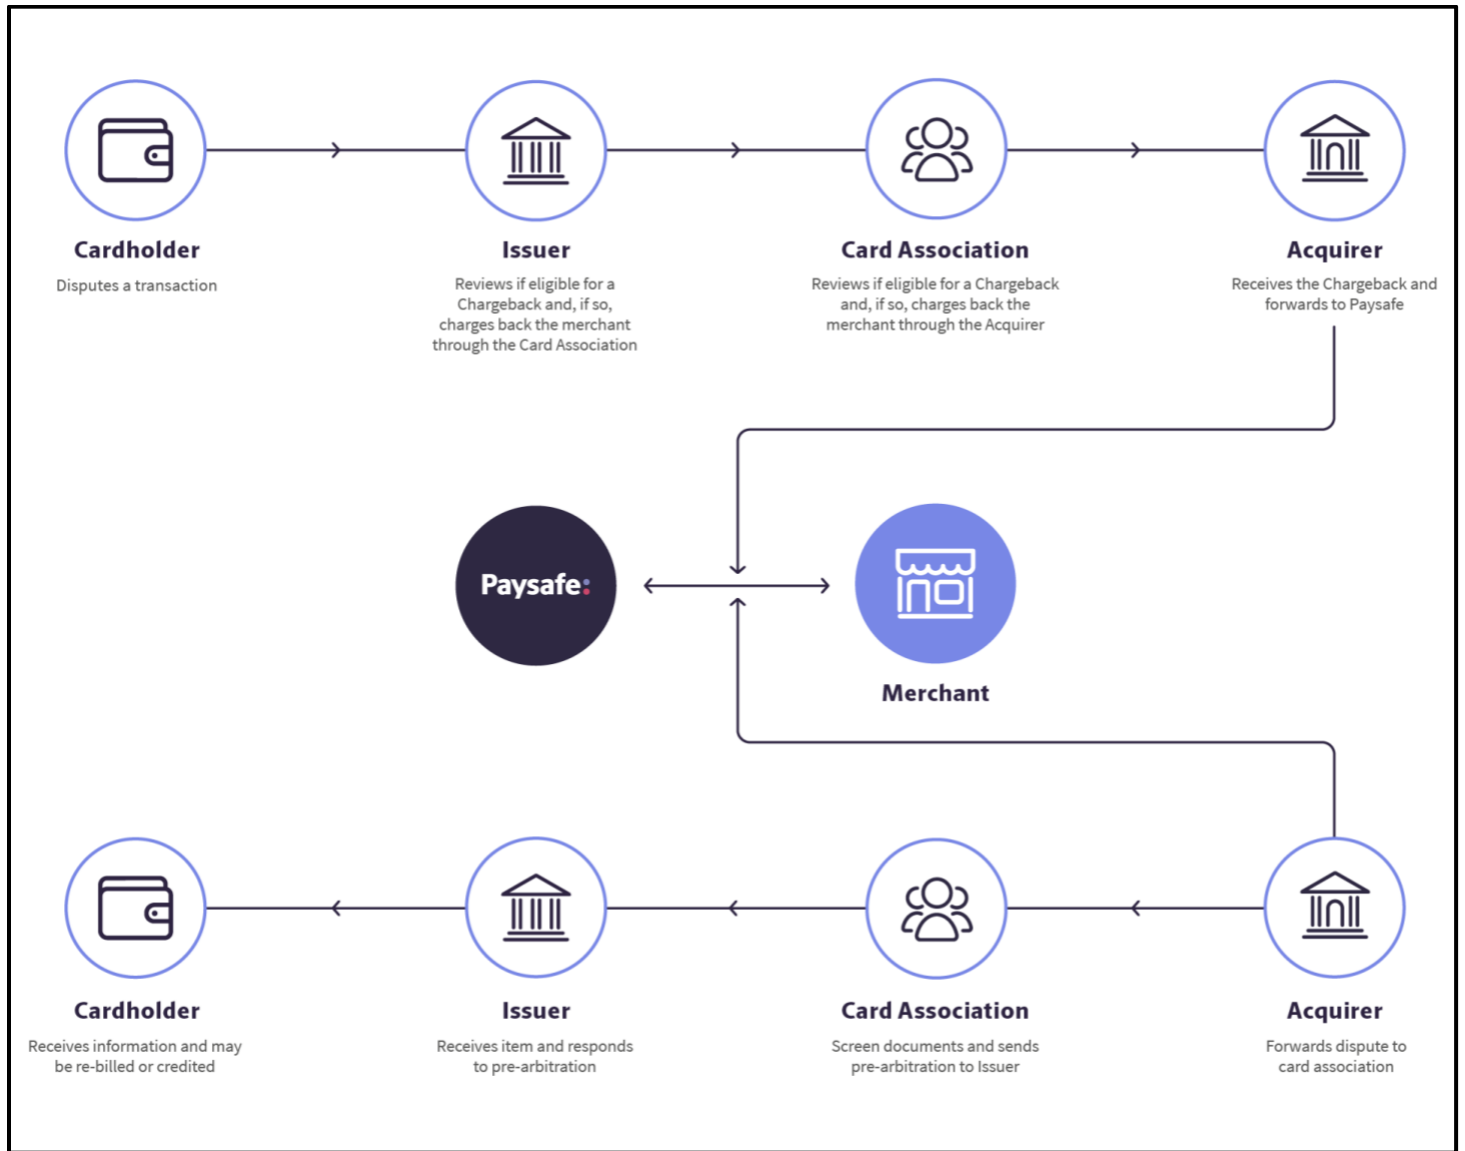 Cardholder
Disputes a transaction
Issuer
Reviews if eligible for a
Chargeback and, if so,
charges back the merchant
through the Card Association
Card Association
Reviews if eligible for a Chargeback
and, if so, charges back the
merchant through the Acquirer
Acquirer
Receives the Chargeback and
forwards to Paysafe
Paysafe:
Merchant
Cardholder
Receives information and may
be re-billed or credited
Issuer
Receives item and responds
to pre-arbitration
Card Association
Screen documents and sends
pre-arbitration to Issuer
Acquirer
Forwards dispute to
card association